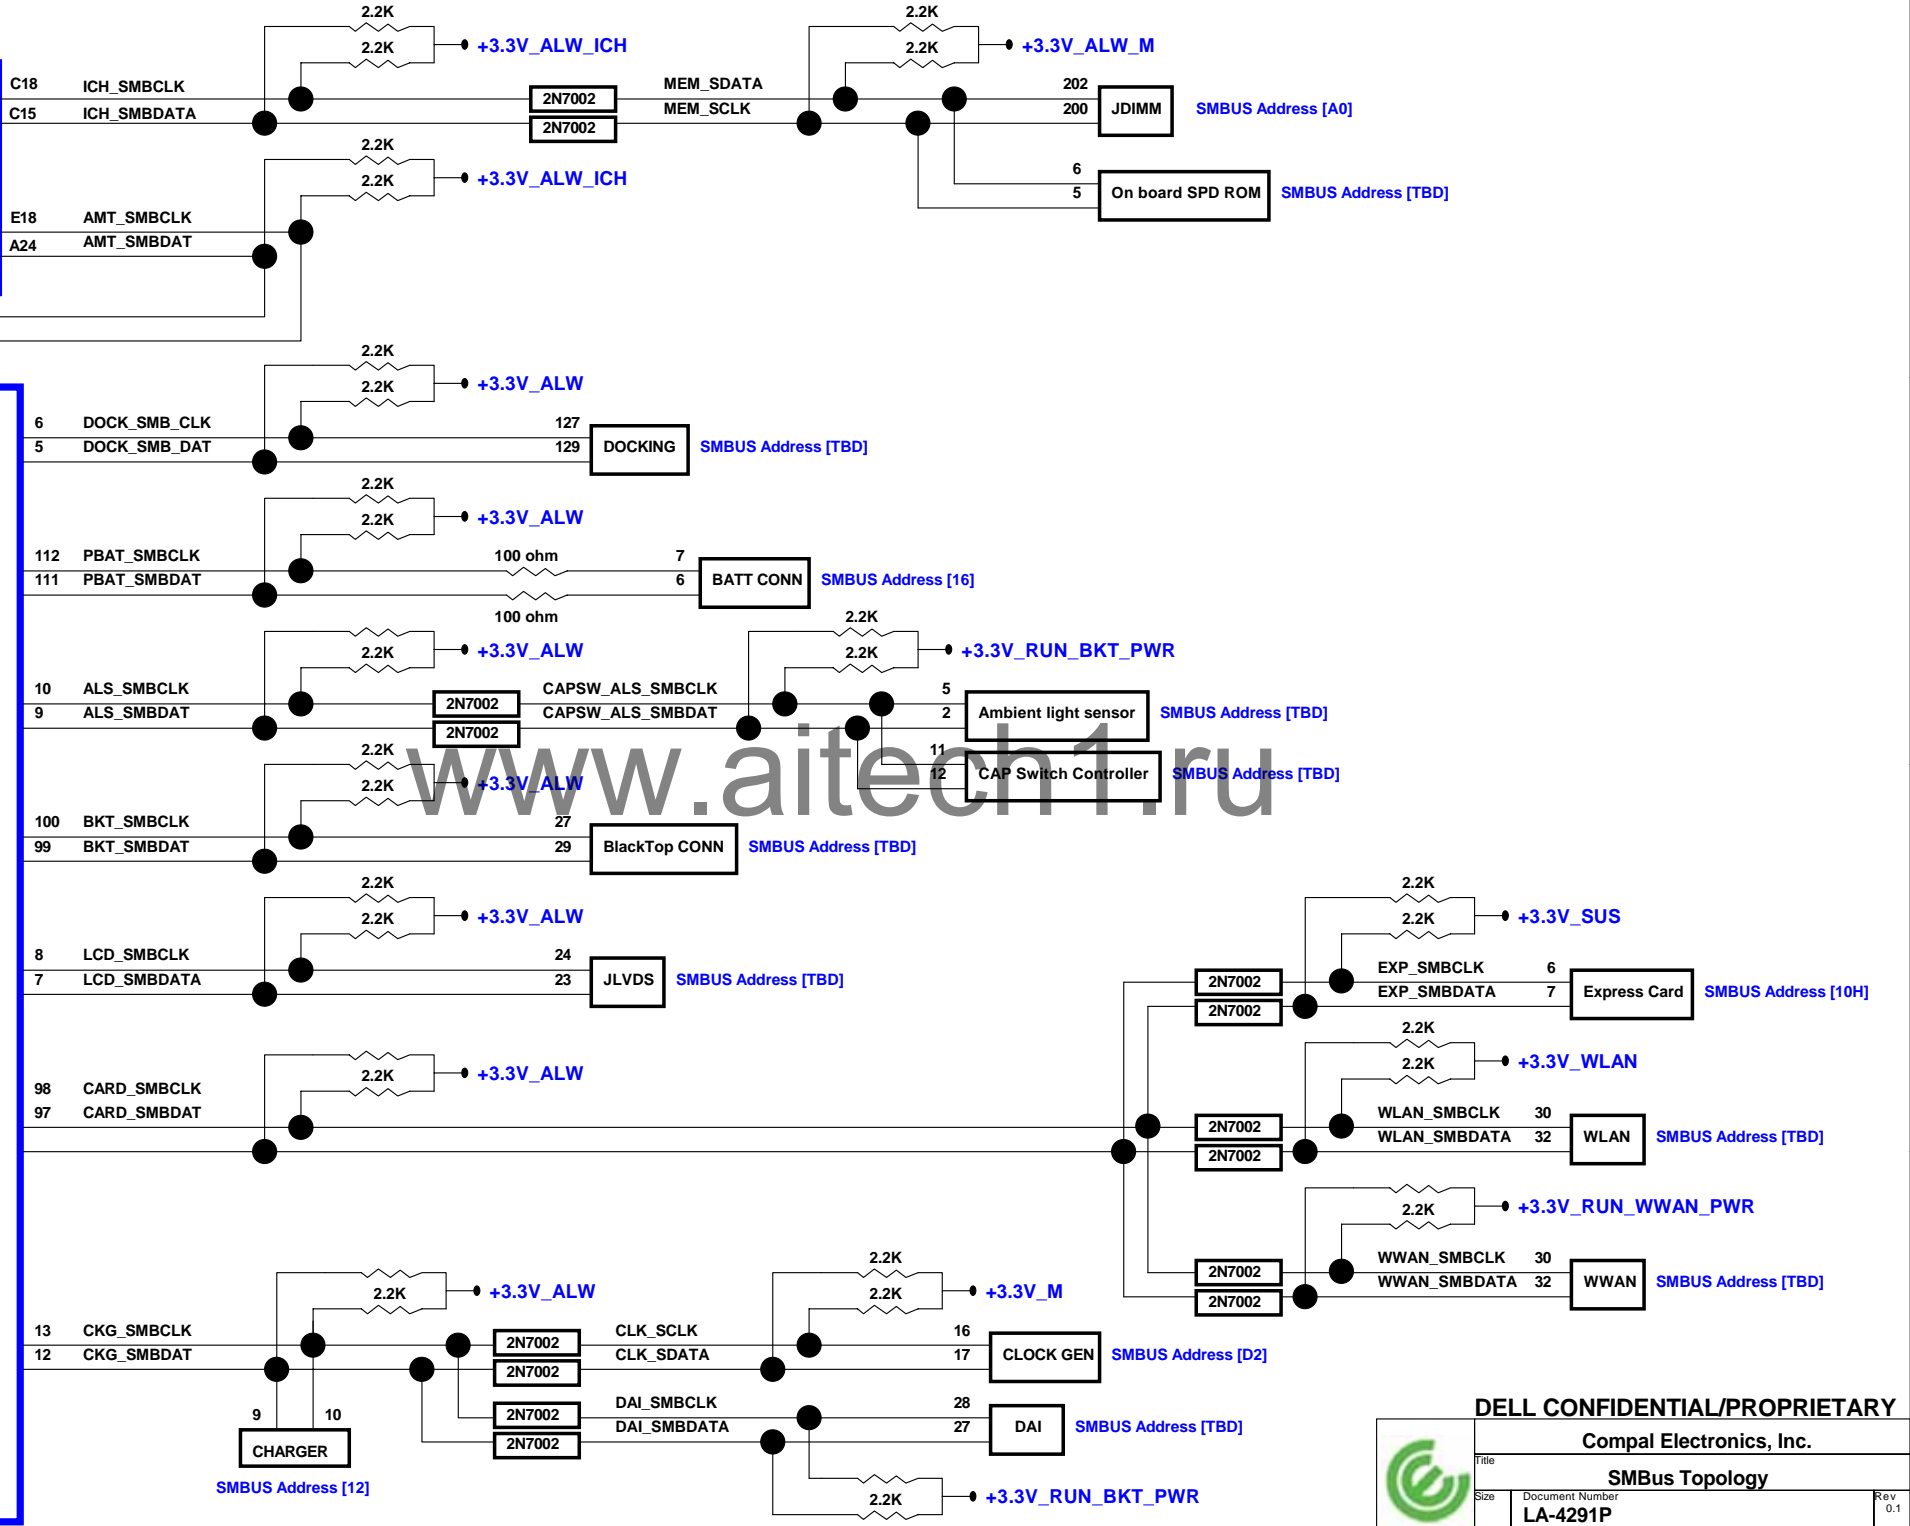 2.2K
2.2K
+3.3V_ALW_ICH
2.2K
2.2K
+3.3V_ALW_M
C18 ICH_SMBCLK
C15 ICH_SMBDATA
2N7002
2N7002
MEM_SDATA
MEM_SCLK
202
200
JDIMM
SMBUS Address [A0]
2.2K
2.2K
+3.3V_ALW_ICH
6
5
On board SPD ROM
SMBUS Address [TBD]
E18 AMT_SMBCLK
A24 AMT_SMBDAT
2.2K
2.2K
+3.3V_ALW
6 DOCK_SMB_CLK
5 DOCK_SMB_DAT
127
129
DOCKING
SMBUS Address [TBD]
2.2K
2.2K
+3.3V_ALW
112 PBAT_SMBCLK
111 PBAT_SMBDAT
100 ohm
100 ohm
7
6
BATT CONN
SMBUS Address [16]
2.2K
+3.3V_ALW
2.2K
2.2K
+3.3V_RUN_BKT_PWR
10 ALS_SMBCLK
9 ALS_SMBDAT
2N7002
2N7002
CAPSW_ALS_SMBCLK
CAPSW_ALS_SMBDAT
5
2
Ambient light sensor
SMBUS Address [TBD]
11
12
CAP Switch Controller
SMBUS Address [TBD]
www.aitech1.ru
2.2K
2.2K
+3.3V_ALW
100 BKT_SMBCLK
99 BKT_SMBDAT
27
29
BlackTop CONN
SMBUS Address [TBD]
2.2K
2.2K
+3.3V_ALW
8 LCD_SMBCLK
7 LCD_SMBDATA
24
23
JLVDS
SMBUS Address [TBD]
2.2K
2.2K
+3.3V_SUS
2N7002
2N7002
EXP_SMBCLK 6
EXP_SMBDATA 7
Express Card
SMBUS Address [10H]
2.2K
+3.3V_ALW
98 CARD_SMBCLK
97 CARD_SMBDAT
2.2K
2.2K
+3.3V_WLAN
2N7002
2N7002
WLAN_SMBCLK 30
WLAN_SMBDATA 32
WLAN
SMBUS Address [TBD]
2.2K
+3.3V_RUN_WWAN_PWR
2N7002
2N7002
WWAN_SMBCLK 30
WWAN_SMBDATA 32
WWAN
SMBUS Address [TBD]
2.2K
+3.3V_ALW
2.2K
2.2K
+3.3V_M
13 CKG_SMBCLK
12 CKG_SMBDAT
2N7002
2N7002
CLK_SCLK
CLK_SDATA
16
17
CLOCK GEN
SMBUS Address [D2]
9 10
CHARGER
SMBUS Address [12]
2N7002
2N7002
DAI_SMBCLK
DAI_SMBDATA
28
27
DAI
SMBUS Address [TBD]
2.2K
+3.3V_RUN_BKT_PWR
DELL CONFIDENTIAL/PROPRIETARY
Compal Electronics, Inc.
Title
SMBus Topology
Size Document Number Rev
LA-4291P 0.1